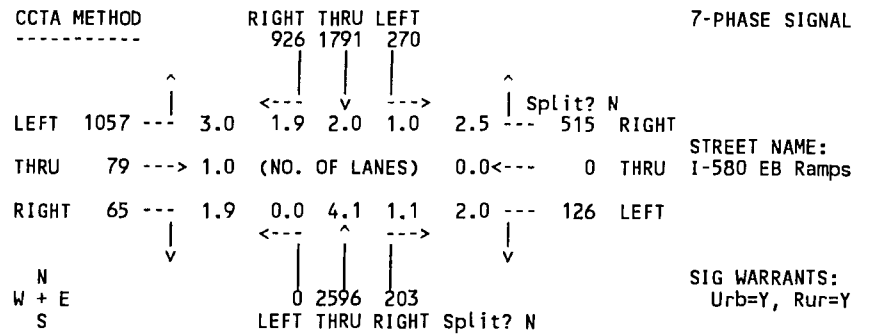 CCTA METHOD RIGHT THRU LEFT 7-PHASE SIGNAL
----------- 926 1791 270
^ ^
<--- v ---> Split? N
LEFT 1057 --- 3.0 1.9 2.0 1.0 2.5 --- 515 RIGHT
STREET NAME:
THRU 79 ---> 1.0 (NO. OF LANES) 0.0<--- 0 THRU I-580 EB Ramps
RIGHT 65 --- 1.9 0.0 4.1 1.1 2.0 --- 126 LEFT
<--- ^ --->
v v
N SIG WARRANTS:
W + E 0 2596 203 Urb=Y, Rur=Y
S LEFT THRU RIGHT Split? N